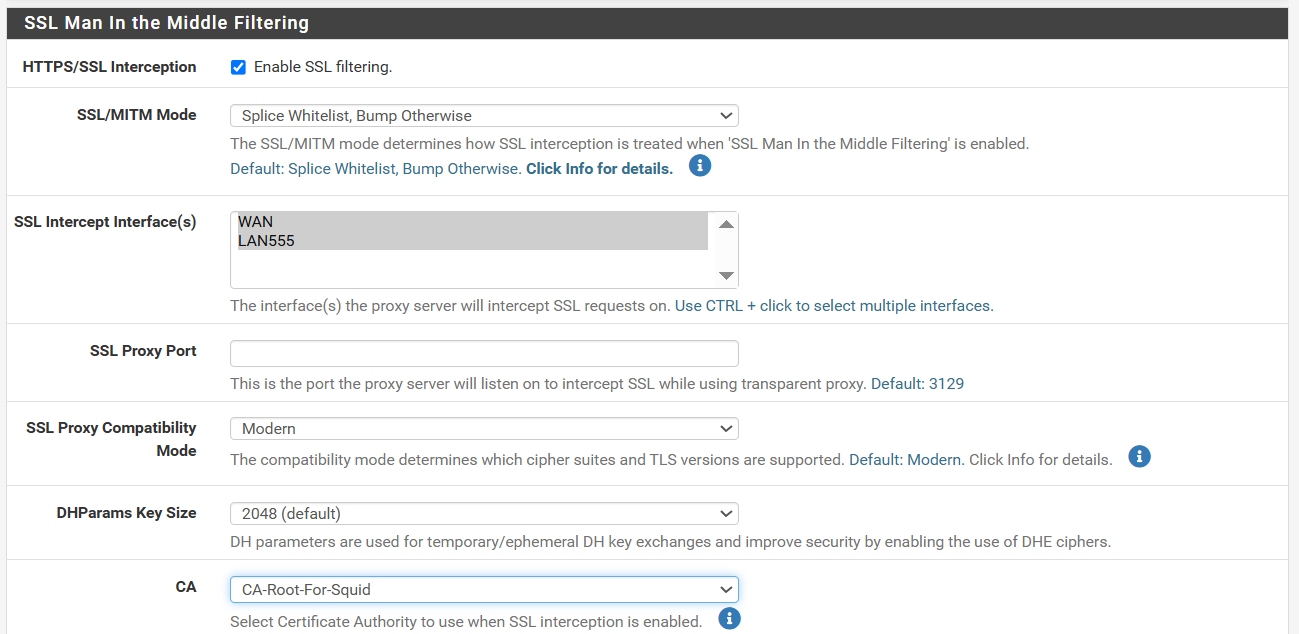 SSL Man In the Middle Filtering
HTTPS/SSL Interception
Enable SSL filtering.
SSL/MITM Mode
Splice Whitelist, Bump Otherwise
The SSL/MITM mode determines how SSL interception is treated when 'SSL Man In the Middle Filtering' is enabled.
Default: Splice Whitelist, Bump Otherwise. Click Info for details.
SSL Intercept Interface(s)
WAN
LAN555
The interface(s) the proxy server will intercept SSL requests on. Use CTRL + click to select multiple interfaces.
SSL Proxy Port
This is the port the proxy server will listen on to intercept SSL while using transparent proxy. Default: 3129
SSL Proxy Compatibility
Mode
Modern
The compatibility mode determines which cipher suites and TLS versions are supported. Default: Modern. Click Info for details.
DHParams Key Size
2048 (default)
DH parameters are used for temporary/ephemeral DH key exchanges and improve security by enabling the use of DHE ciphers.
CA
CA-Root-For-Squid
Select Certificate Authority to use when SSL interception is enabled.